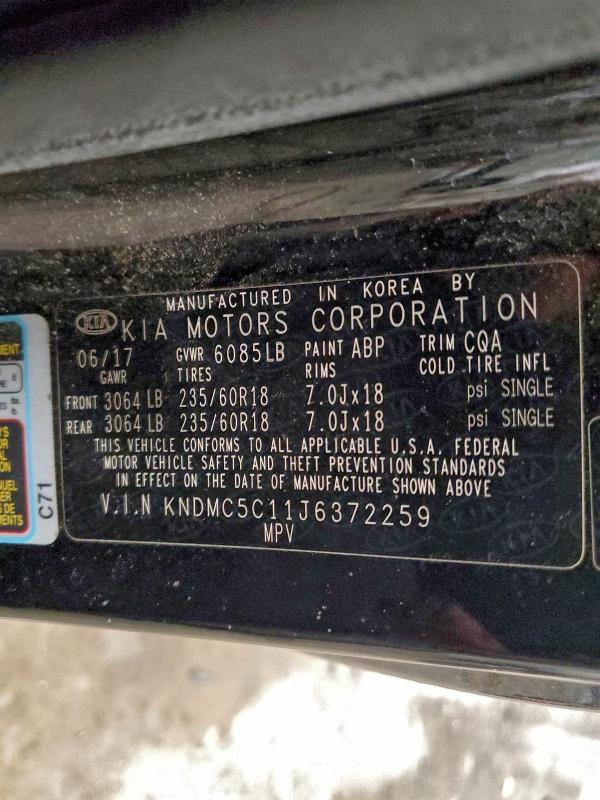 MANUFACTURED IN KOREA BY
KIA KIA MOTORS CORPORATION
06/17 GVWR 6085LB PAINT ABP TRIM CQA
GAWR TIRES RIMS COLD TIRE INFL
FRONT 3064 LB 235/60R18 7.0Jx18 psi SINGLE
REAR 3064 LB 235/60R18 7.0Jx18 psi SINGLE
THIS VEHICLE CONFORMS TO ALL APPLICABLE U.S.A. FEDERAL
MOTOR VEHICLE SAFETY AND THEFT PREVENTION STANDARDS
IN EFFECT ON THE DATE OF MANUFACTURE SHOWN ABOVE
V.I.N KNDMC5C11J6372259
MPV
C71